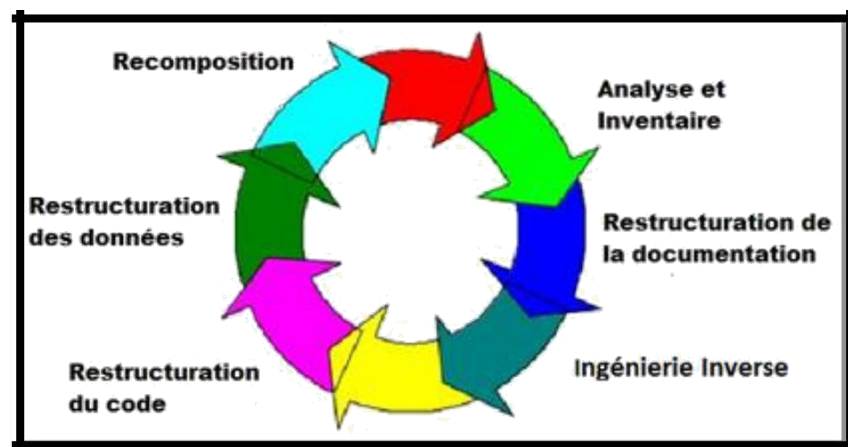 Recomposition
Analyse et
Inventaire
Restructuration
des données
Restructuration de
la documentation
Restructuration
du code
Ingénierie Inverse